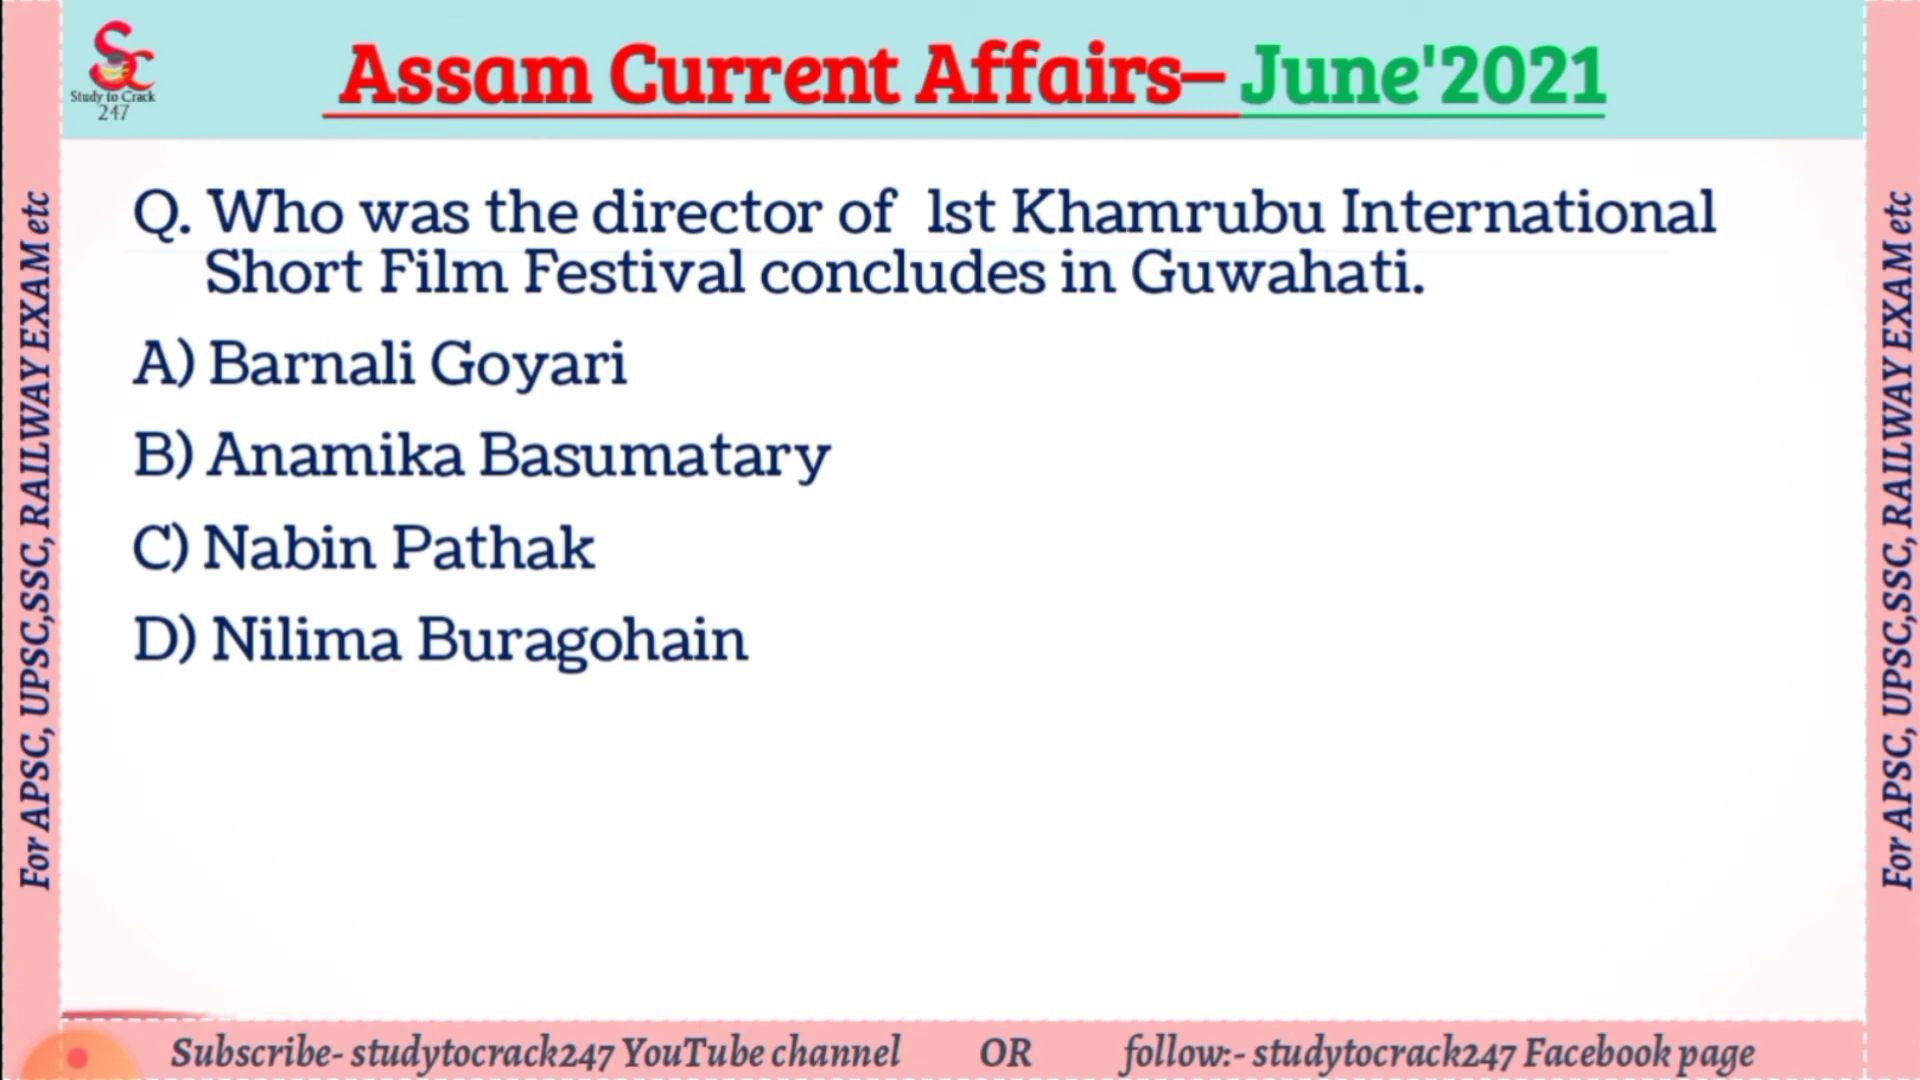 Sc
Study to Crack
247
Assam Current Affairs– June'2021
Q. Who was the director of 1st Khamrubu International
Short Film Festival concludes in Guwahati.
A) Barnali Goyari
B) Anamika Basumatary
C) Nabin Pathak
D) Nilima Buragohain
For APSC, UPSC,SSC, RAILWAY EXAM etc
For APSC, UPSC,SSC, RAILWAY EXAM etc
Subscribe- studytocrack247 YouTube channel OR follow:- studytocrack247 Facebook page